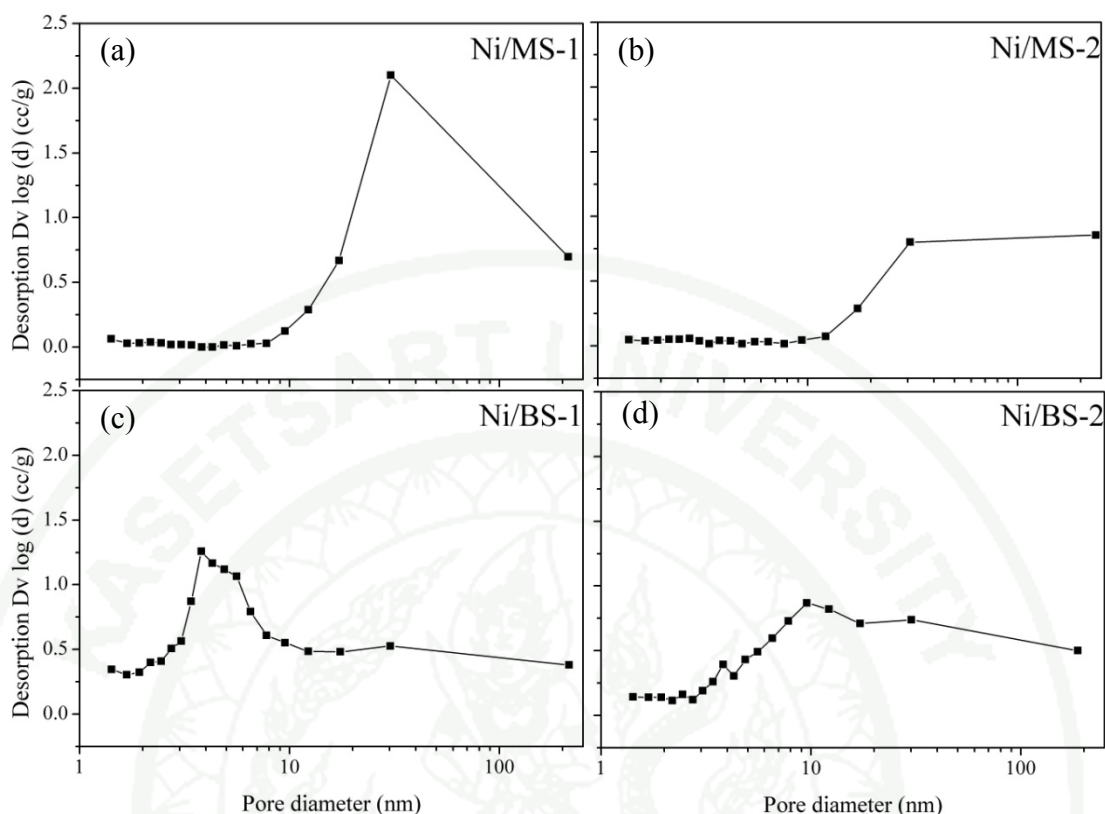 (a) Ni/MS-1
(b) Ni/MS-2
2.5
2.0
1.5
1.0
0.5
0.0
Desorption Dv log (d) (cc/g)
(c) Ni/BS-1
(d) Ni/BS-2
2.5
2.0
1.5
1.0
0.5
0.0
Desorption Dv log (d) (cc/g)
1 10 100
1 10 100
Pore diameter (nm)
Pore diameter (nm)
KASETSART UNIVERSITY